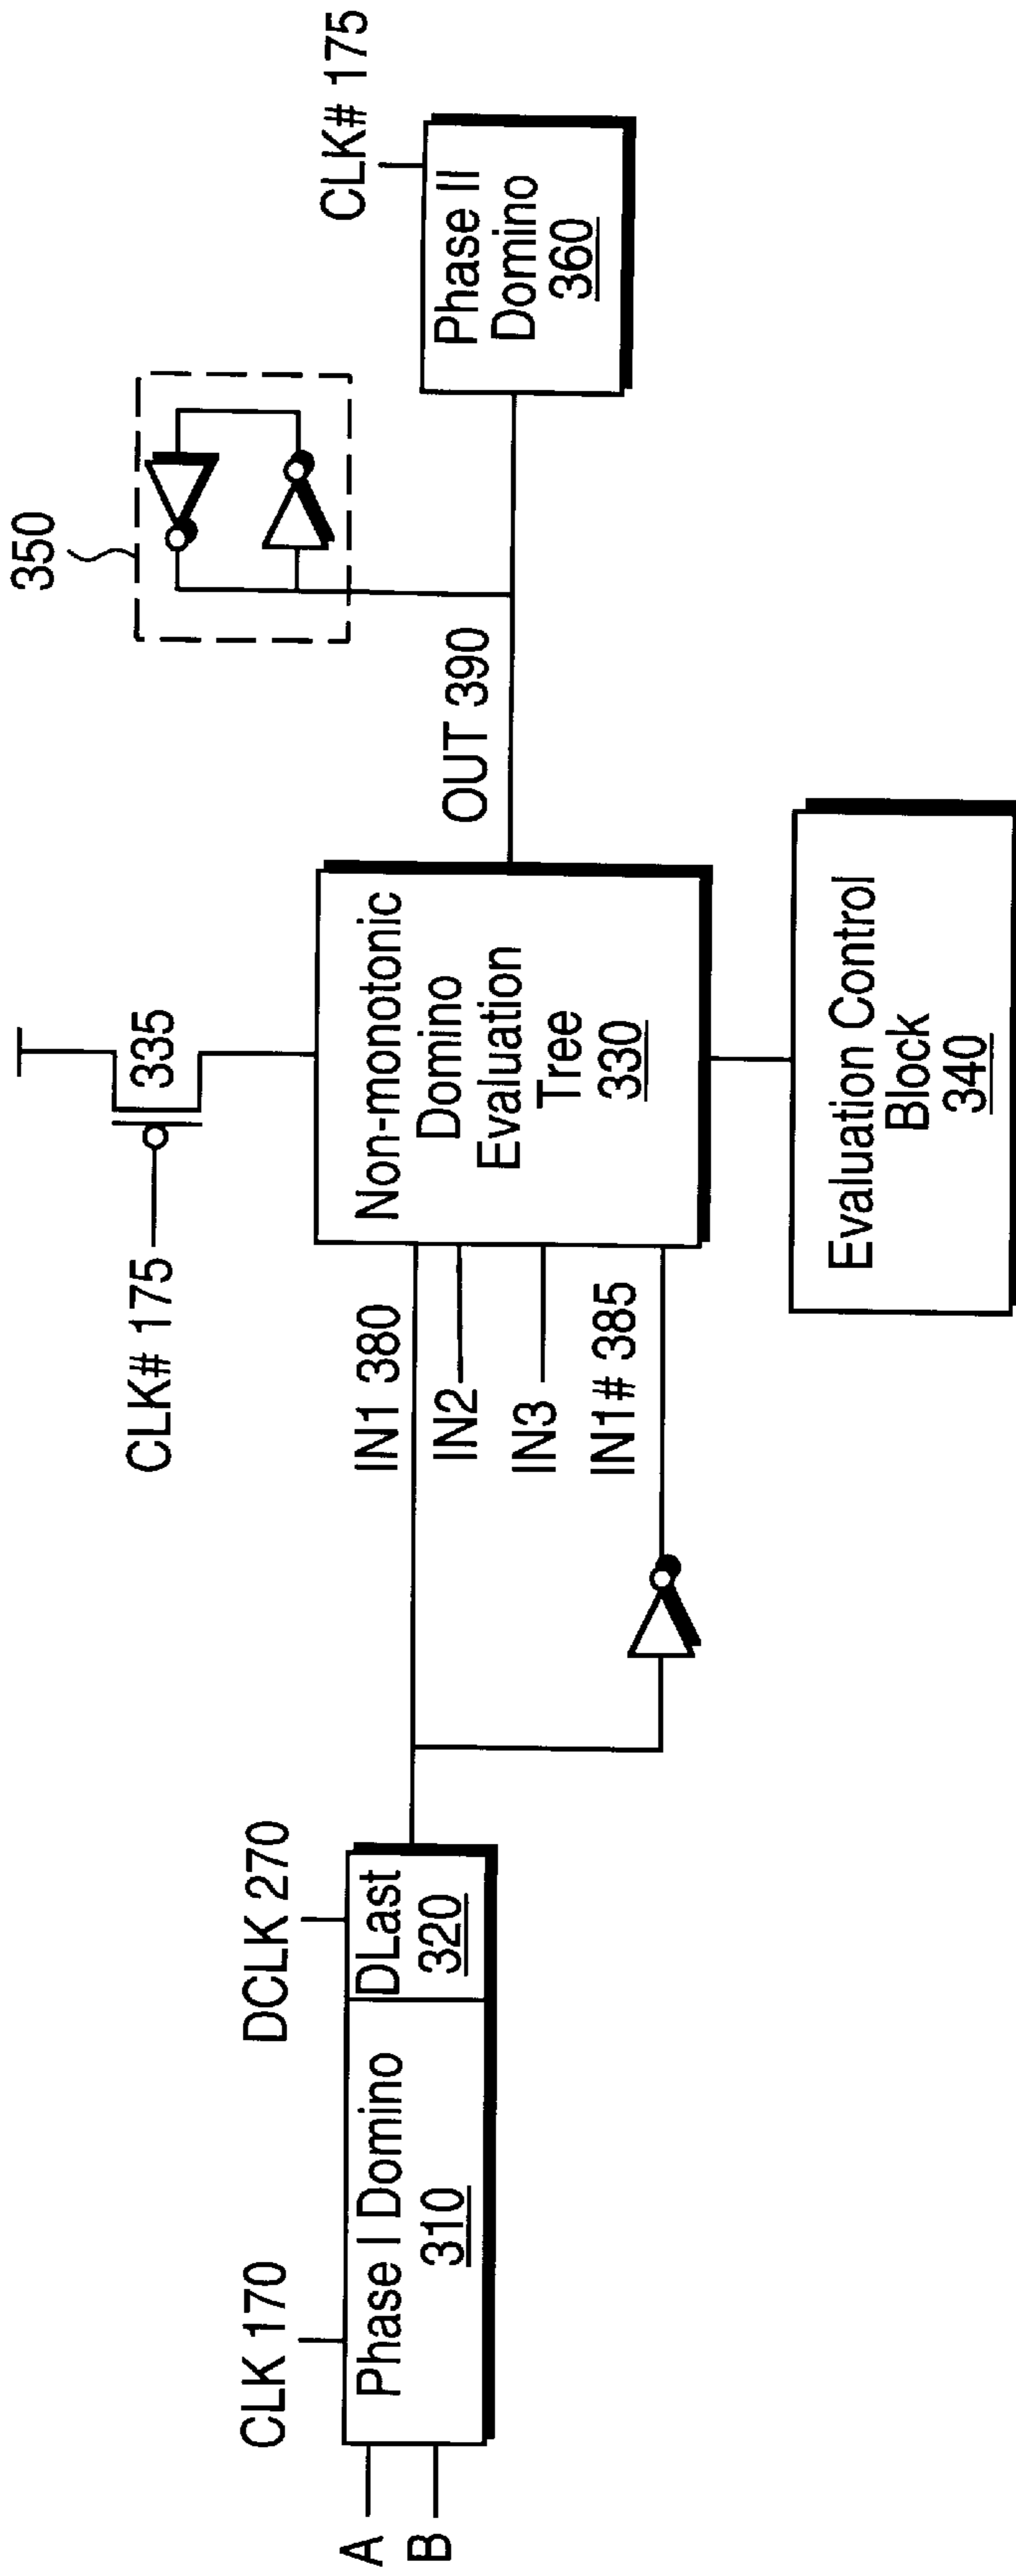 A
B
CLK 170
Phase I Domino
310
DCLK 270
DLast
320
CLK# 175
335
IN1 380
IN2
IN3
IN1# 385
Non-monotonic
Domino
Evaluation
Tree
330
Evaluation Control
Block
340
OUT 390
350
CLK# 175
Phase II
Domino
360